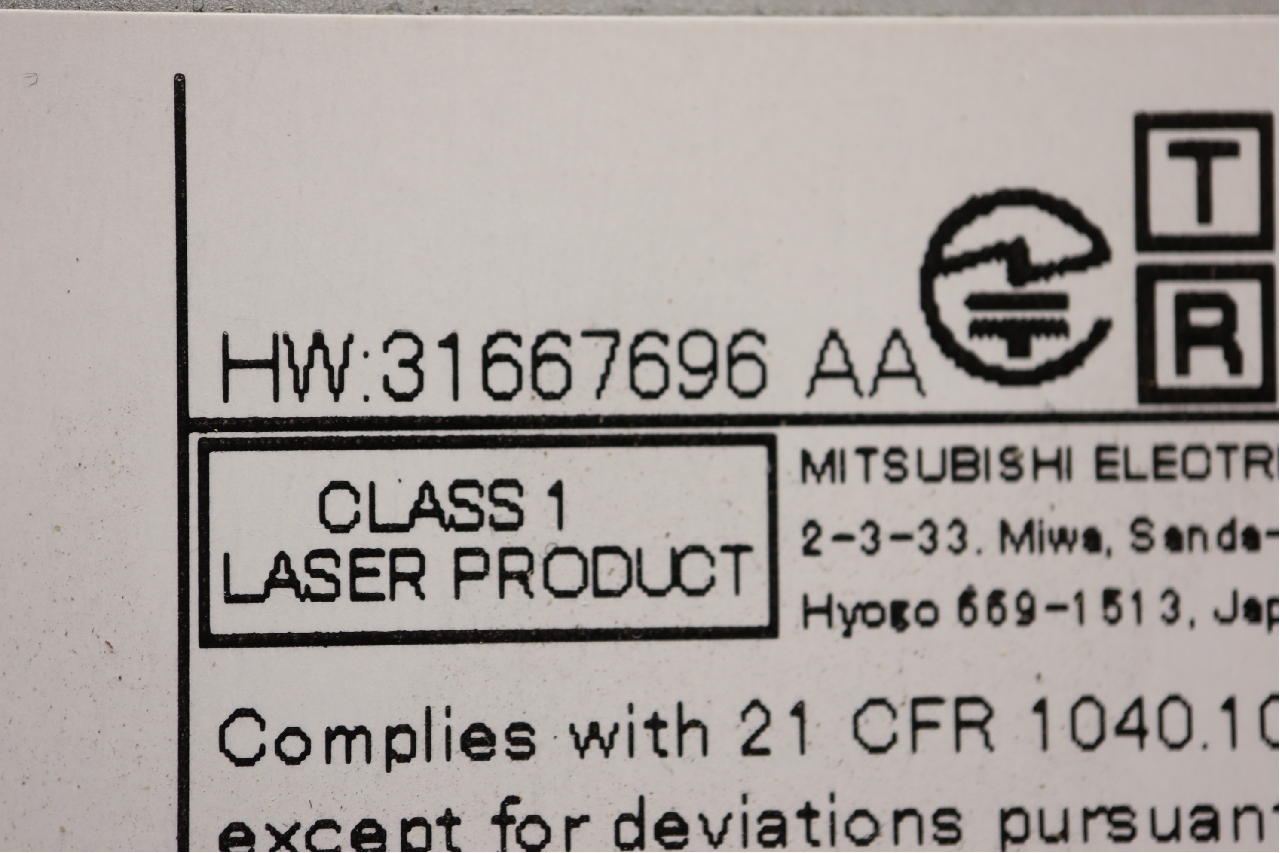 T
R
HW:31667696 AA
CLASS 1
LASER PRODUCT
MITSUBISHI ELECTRI
2-3-33. Miwa, Sanda-
Hyogo 669-1513, Jap
Complies with 21 CFR 1040.10
except for deviations pursuant